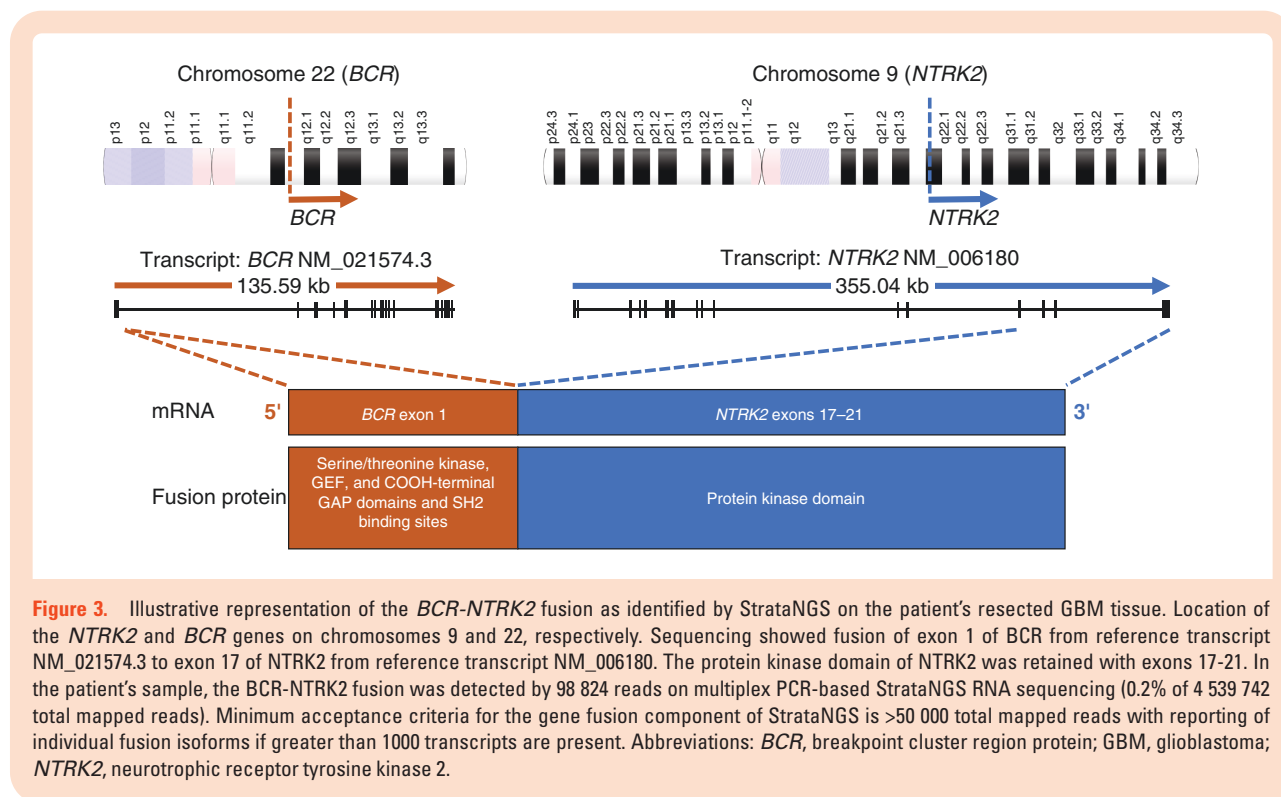 Chromosome 22 (BCR)
Chromosome 9 (NTRK2)
p13 p12 p11.2 p11.1 q11.1 q11.2 q12.1 q12.2 q12.3 q13.1 q13.2 q13.3
p24.3 p24.1 p23 p22.3 p22.2 p21.3 p21.2 p21.1 p13.3 p13.2 p13.1 p12 p11.1-2 q11 q12 q13 q21.1 q21.2 q21.3 q22.1 q22.2 q22.3 q31.1 q31.2 q32 q33.1 q33.2 q34.1 q34.2 q34.3
BCR
NTRK2
Transcript: BCR NM_021574.3
135.59 kb
Transcript: NTRK2 NM_006180
355.04 kb
mRNA
5'
BCR exon 1
NTRK2 exons 17–21
3'
Fusion protein
Serine/threonine kinase,
GEF, and COOH-terminal
GAP domains and SH2
binding sites
Protein kinase domain
Figure 3. Illustrative representation of the BCR-NTRK2 fusion as identified by StrataNGS on the patient's resected GBM tissue. Location of
the NTRK2 and BCR genes on chromosomes 9 and 22, respectively. Sequencing showed fusion of exon 1 of BCR from reference transcript
NM_021574.3 to exon 17 of NTRK2 from reference transcript NM_006180. The protein kinase domain of NTRK2 was retained with exons 17-21. In
the patient's sample, the BCR-NTRK2 fusion was detected by 98 824 reads on multiplex PCR-based StrataNGS RNA sequencing (0.2% of 4 539 742
total mapped reads). Minimum acceptance criteria for the gene fusion component of StrataNGS is >50 000 total mapped reads with reporting of
individual fusion isoforms if greater than 1000 transcripts are present. Abbreviations: BCR, breakpoint cluster region protein; GBM, glioblastoma;
NTRK2, neurotrophic receptor tyrosine kinase 2.